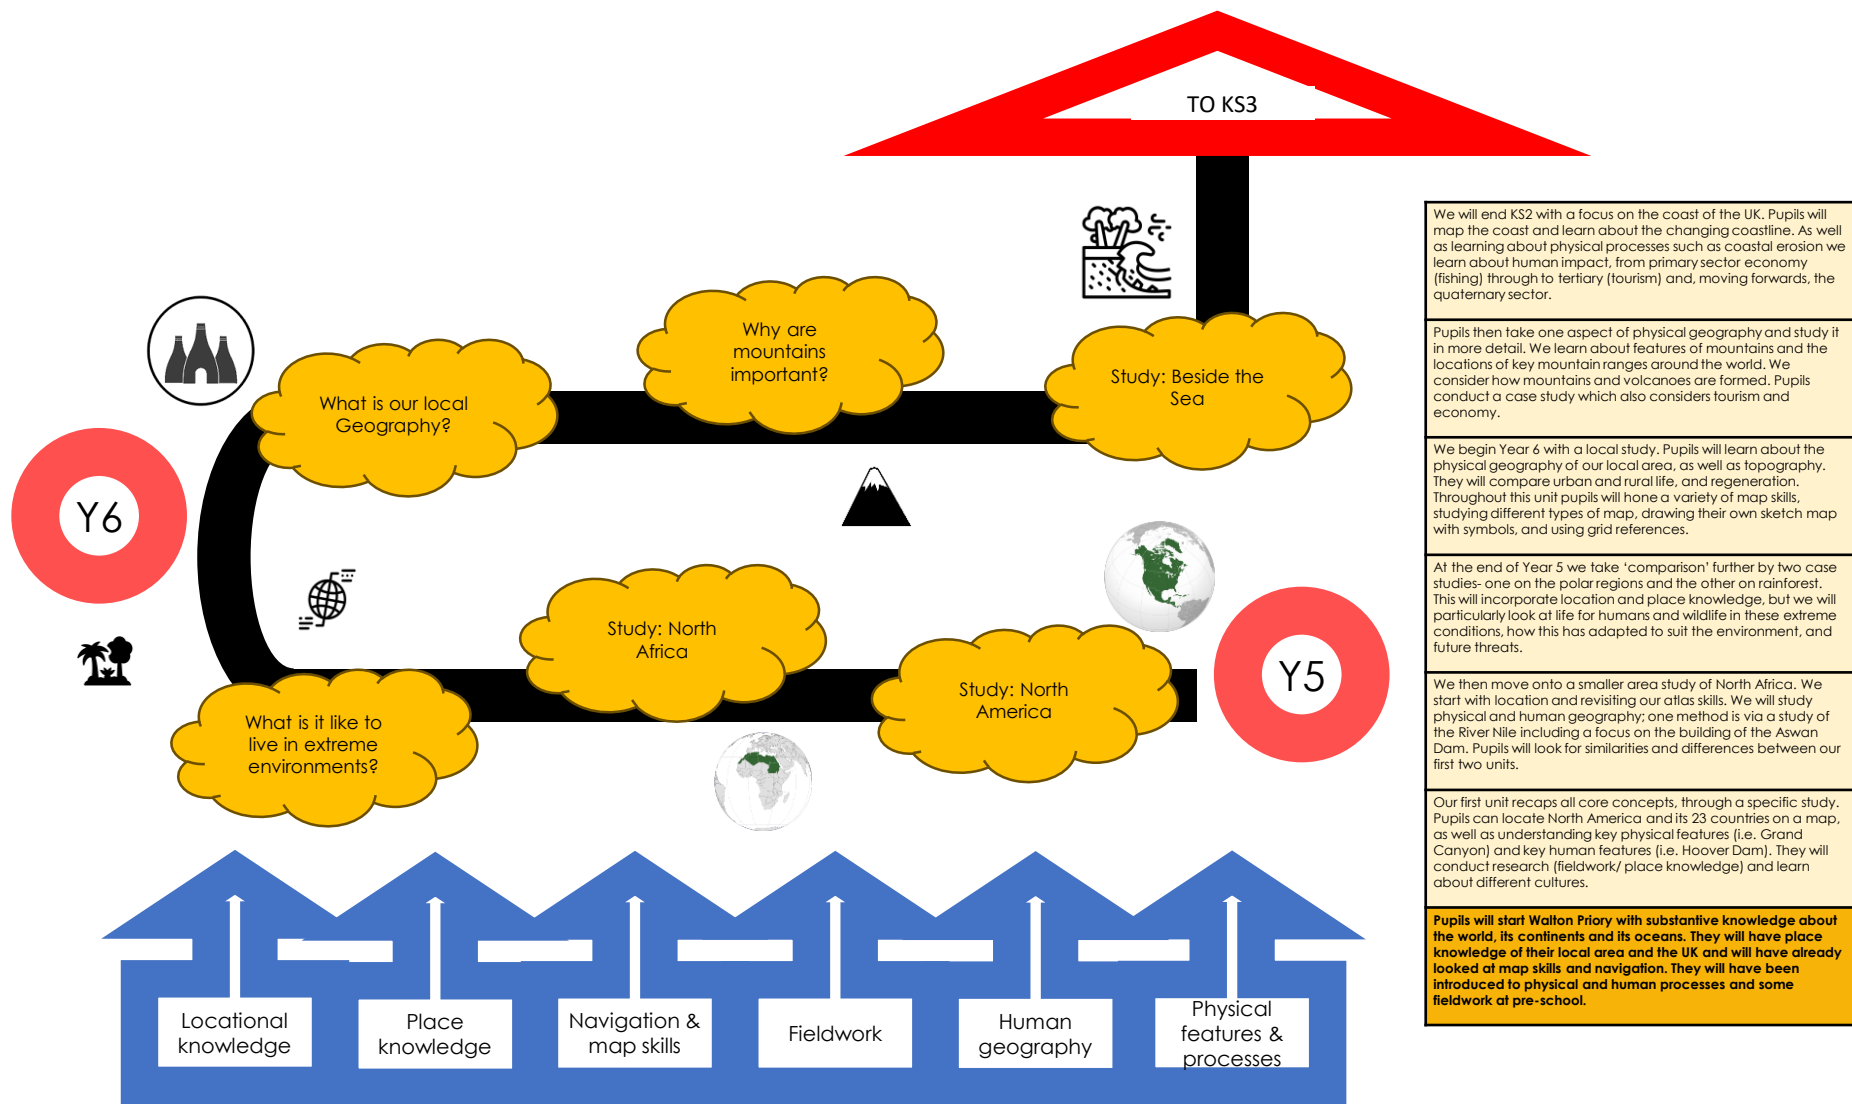 TO KS3
Why are
mountains
important?
Study: Beside the
Sea
What is our local
Geography?
Y6
Study: North
Africa
Study: North
America
Y5
What is it like to
live in extreme
environments?
Locational
knowledge
Place
knowledge
Navigation &
map skills
Fieldwork
Human
geography
Physical
features &
processes
We will end KS2 with a focus on the coast of the UK. Pupils will
map the coast and learn about the changing coastline. As well
as learning about physical processes such as coastal erosion we
learn about human impact, from primary sector economy
(fishing) through to tertiary (tourism) and, moving forwards, the
quaternary sector.
Pupils then take one aspect of physical geography and study it
in more detail. We learn about features of mountains and the
locations of key mountain ranges around the world. We
consider how mountains and volcanoes are formed. Pupils
conduct a case study which also considers tourism and
economy.
We begin Year 6 with a local study. Pupils will learn about the
physical geography of our local area, as well as topography.
They will compare urban and rural life, and regeneration.
Throughout this unit pupils will hone a variety of map skills,
studying different types of map, drawing their own sketch map
with symbols, and using grid references.
At the end of Year 5 we take ‘comparison’ further by two case
studies- one on the polar regions and the other on rainforest.
This will incorporate location and place knowledge, but we will
particularly look at life for humans and wildlife in these extreme
conditions, how this has adapted to suit the environment, and
future threats.
We then move onto a smaller area study of North Africa. We
start with location and revisiting our atlas skills. We will study
physical and human geography; one method is via a study of
the River Nile including a focus on the building of the Aswan
Dam. Pupils will look for similarities and differences between our
first two units.
Our first unit recaps all core concepts, through a specific study.
Pupils can locate North America and its 23 countries on a map,
as well as understanding key physical features (i.e. Grand
Canyon) and key human features (i.e. Hoover Dam). They will
conduct research (fieldwork/ place knowledge) and learn
about different cultures.
Pupils will start Walton Priory with substantive knowledge about
the world, its continents and its oceans. They will have place
knowledge of their local area and the UK and will have already
looked at map skills and navigation. They will have been
introduced to physical and human processes and some
fieldwork at pre-school.